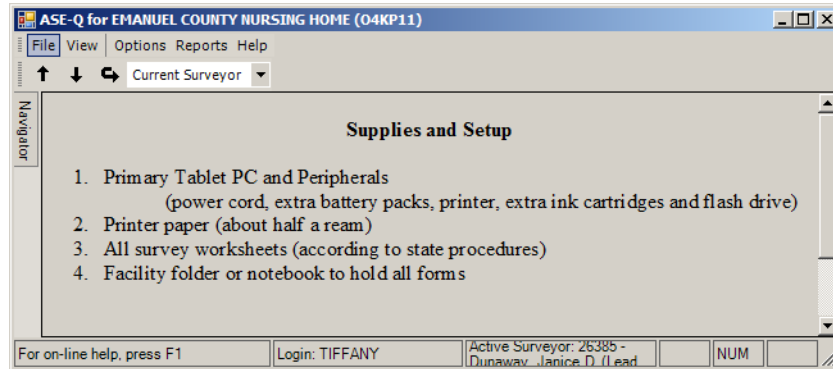 ASE-Q for EMANUEL COUNTY NURSING HOME (O4KP11)
File View Options Reports Help
Current Surveyor
Navigator
Supplies and Setup
1. Primary Tablet PC and Peripherals
(power cord, extra battery packs, printer, extra ink cartridges and flash drive)
2. Printer paper (about half a ream)
3. All survey worksheets (according to state procedures)
4. Facility folder or notebook to hold all forms
For on-line help, press F1
Login: TIFFANY
Active Surveyor: 26385 -
Dunaway, Janice D. (Lead
NUM